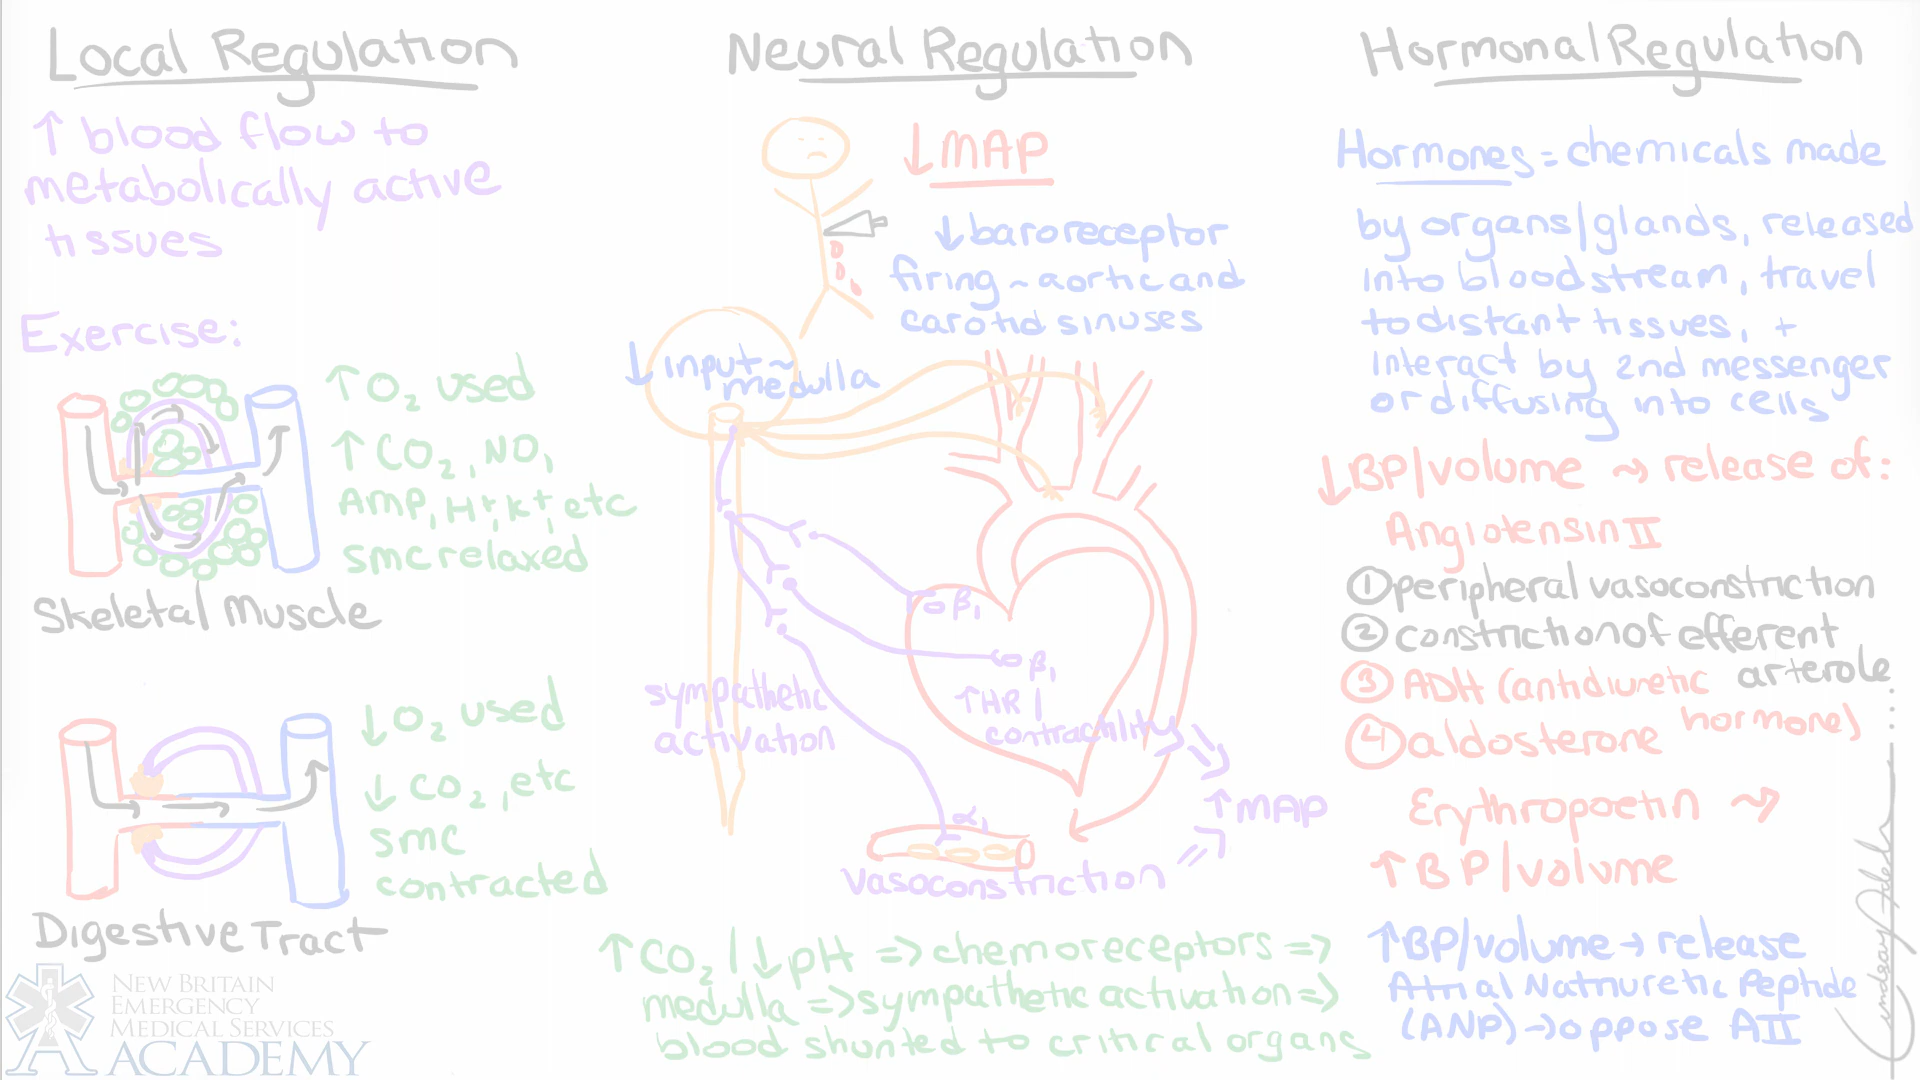 Local Regulation
↑ blood flow to
metabolically active
tissues
Exercise:
↑ O₂ used
↑ CO₂, NO,
AMP, H⁺, K⁺, etc
smc relaxed
Skeletal Muscle
↓ O₂ used
↓ CO₂, etc
smc
contracted
Digestive Tract
New Britain
Emergency
Medical Services
Academy
Neural Regulation
↓ MAP
↓ baroreceptor
firing ~ aortic and
carotid sinuses
↓ input ~
medulla
β₁
β₁
sympathetic
activation
↑ HR /
contractility
α₁
↑ MAP
vasoconstriction
↑ CO₂ / ↓ pH => chemoreceptors =>
medulla => sympathetic activation =>
blood shunted to critical organs
Hormonal Regulation
Hormones = chemicals made
by organs/glands, released
into bloodstream, travel
to distant tissues, +
interact by 2nd messenger
or diffusing into cells
↓ BP/volume ~> release of:
Angiotensin II
① peripheral vasoconstriction
② constriction of efferent
arterole
③ ADH (antidiuretic
hormone)
④ aldosterone
Erythropoetin ~>
↑ BP/volume
↑ BP/volume → release
Atrial Natriuretic Peptide
(ANP) → oppose AII